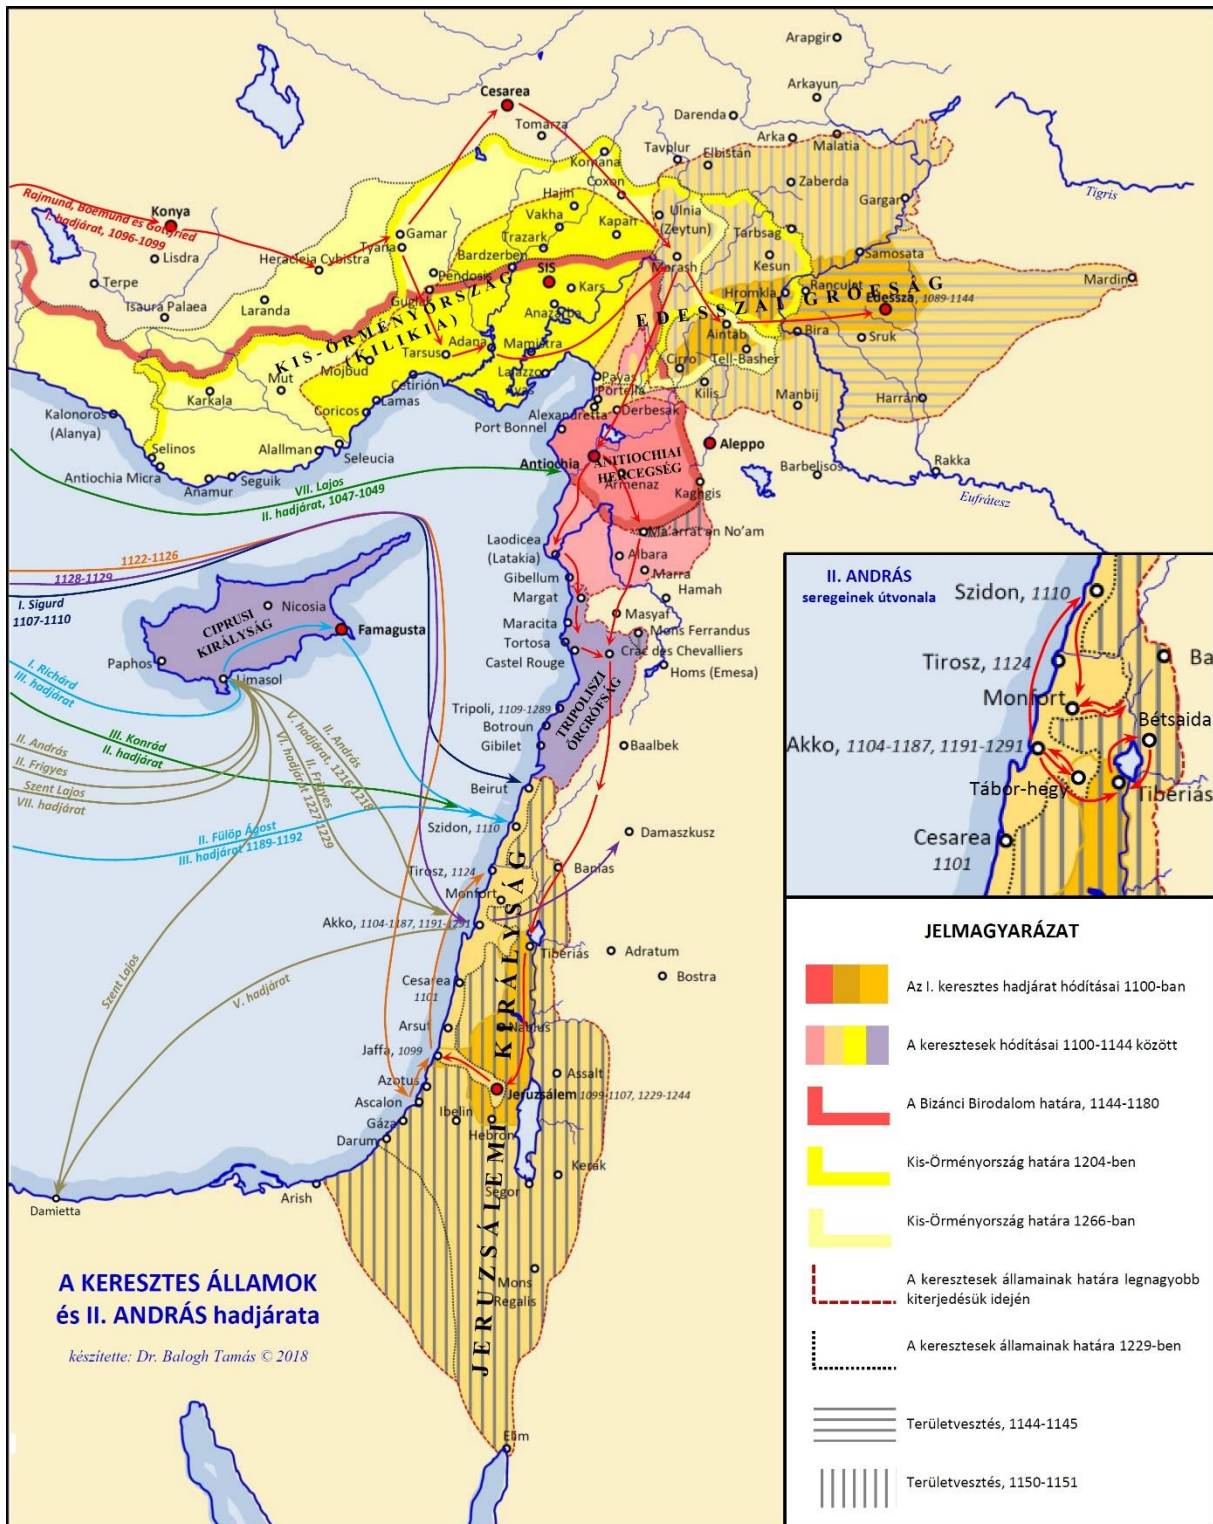 Arapgir
Arkayun
Cesarea
Darenda
Tomarza
Arka
Malatia
Tavplur
Elbistán
Komana
Coxon
Zaberda
Gargar
Tigris
Rajmund, Boemund és Gottfried
I. hadjárat, 1096-1099
Konya
Hajin
Vakha
Kapan
Ulnia
(Zeytun)
Gamar
Tyana
Trazark
Tarbsag
Samosata
Lisdra
Heracleia Cybistra
Bardzerben
Marash
Kesun
Mardin
Terpe
Pendosis
SIS
Kars
Hromkla
Ranculet
Isaura Palaea
Laranda
Guglak
Anazarba
Edessza, 1089-1144
EDESSZAI GRÓFSÁG
KIS-ÖRMÉNYORSZÁG
(KILIKIA)
Adana
Mamistra
Aintab
Bira
Sruk
Tarsus
Mojbud
Cirro
Tell-Basher
Mut
Cetirión
Lajazzo
Ayas
Payas
Portella
Karkala
Lamas
Kilis
Manbij
Harrán
Kalonoros
(Alanya)
Coricos
Alexandretta
Derbesak
Port Bonnel
Selinos
Alallman
Seleucia
Antiochia
ANITIOCHIAI
HERCEGSÉG
Aleppo
Barbelisos
Rakka
Antiochia Micra
Anamur
Seguik
Armenaz
Kaghgis
Eufrátesz
VII. Lajos
II. hadjárat, 1047-1049
Ma'arrat an No'am
1122-1126
Laodicea
(Latakia)
Albara
Marra
1128-1129
Gibellum
Hamah
I. Sigurd
1107-1110
Nicosia
Margat
Masyaf
CIPRUSI
KIRÁLYSÁG
Famagusta
Maracita
Mons Ferrandus
Tortosa
Crac des Chevalliers
Paphos
Castel Rouge
Homs (Emesa)
Limasol
I. Richárd
III. hadjárat
Tripoli, 1109-1289
TRIPOLISZI
ŐRGRÓFSÁG
Botroun
Gibilet
Baalbek
III. Konrád
II. hadjárat
II. András
II. Frigyes
Szent Lajos
VII. hadjárat
II. András
V. hadjárat, 1216-1218
II. Frigyes
VI. hadjárat 1227-1229
Beirut
II. Fülöp Ágost
III. hadjárat 1189-1192
Szidon, 1110
Damaszkusz
Tirosz, 1124
Banias
Monfort
Akko, 1104-1187, 1191-1291
Tiberiás
Adratum
Bostra
Szent Lajos
V. hadjárat
Cesarea
1101
Arsuf
Nablus
Jaffa, 1099
Assalt
Azotus
Jeruzsálem 1099-1107, 1229-1244
Ascalon
Ibelin
Gáza
Hebron
Darum
Kerak
Arish
Segor
Damietta
JERUZSÁLEMI KIRÁLYSÁG
Mons
Regalis
Elim
A KERESZTES ÁLLAMOK
és II. ANDRÁS hadjárata
készítette: Dr. Balogh Tamás © 2018
II. ANDRÁS
seregeinek útvonala
Szidon, 1110
Tirosz, 1124
Ba
Monfort
Bétsaida
Akko, 1104-1187, 1191-1291
Tábor-hegy
Tiberiás
Cesarea
1101
JELMAGYARÁZAT
Az I. keresztes hadjárat hódításai 1100-ban
A keresztesek hódításai 1100-1144 között
A Bizánci Birodalom határa, 1144-1180
Kis-Örményország határa 1204-ben
Kis-Örményország határa 1266-ban
A keresztesek államainak határa legnagyobb
kiterjedésük idején
A keresztesek államainak határa 1229-ben
Területvesztés, 1144-1145
Területvesztés, 1150-1151